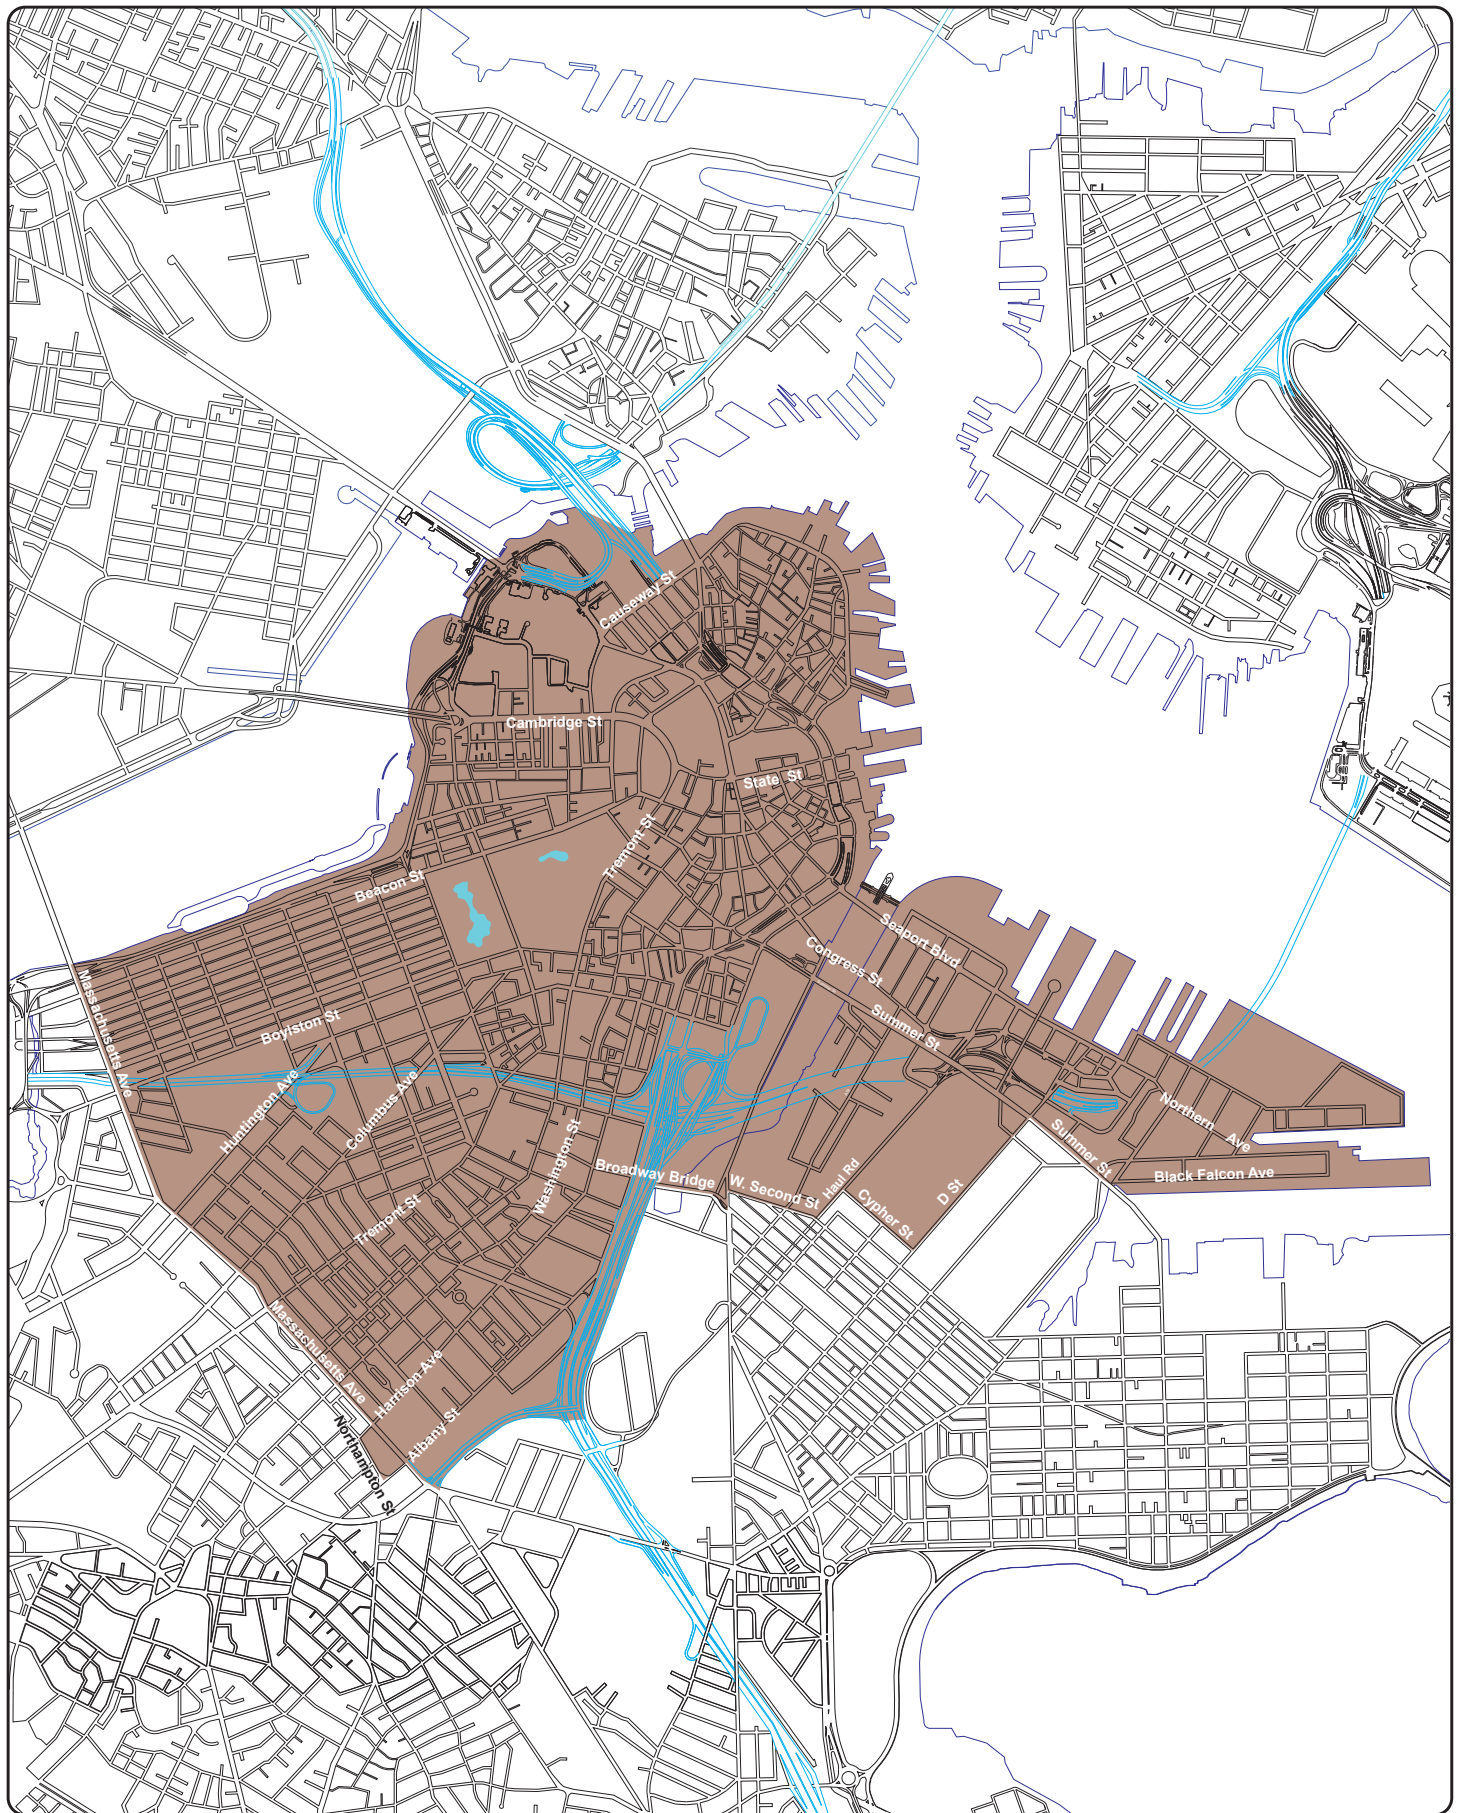 Causeway St
Cambridge St
State St
Tremont St
Beacon St
Seaport Blvd
Congress St
Massachusetts Ave
Summer St
Boylston St
Huntington Ave
Columbus Ave
Northern Ave
Washington St
Summer St
Broadway Bridge
W. Second St
Haul Rd
Cypher St
D St
Black Falcon Ave
Tremont St
Massachusetts Ave
Harrison Ave
Albany St
Northampton St